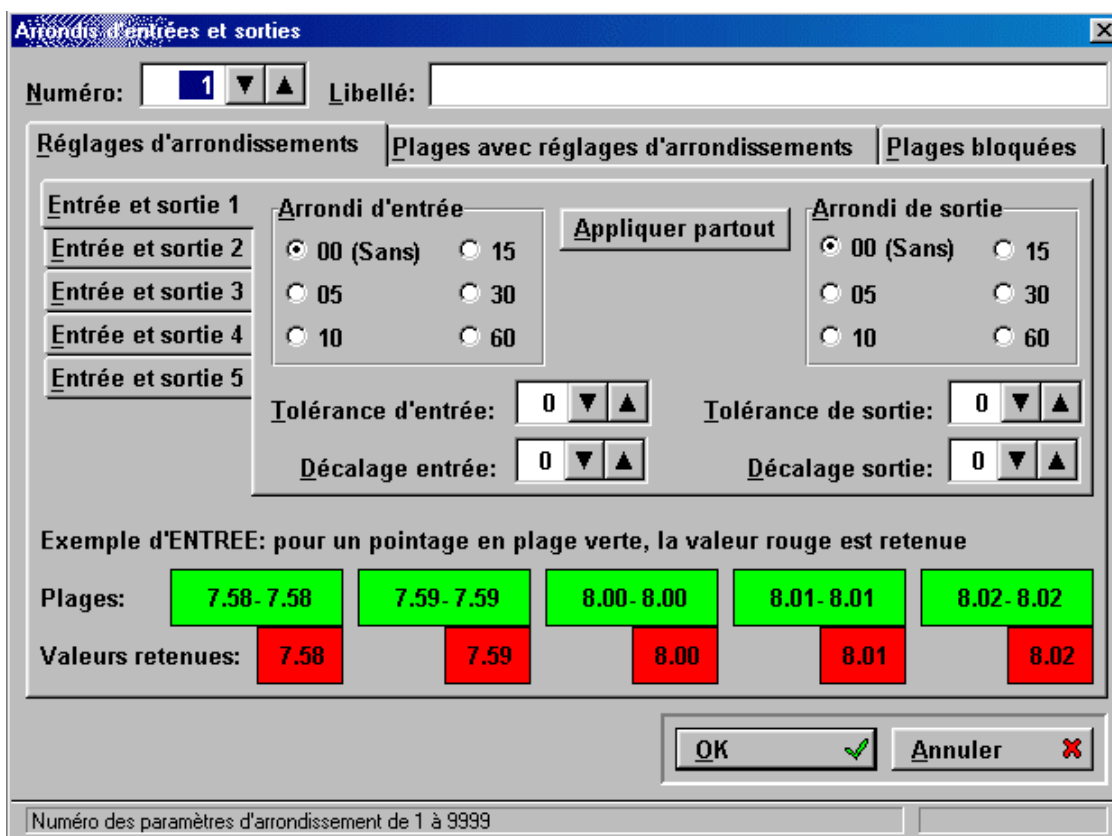 Arrondis d'entrées et sorties
Numéro: 1 Libellé:
Réglages d'arrondissements Plages avec réglages d'arrondissements Plages bloquées
Entrée et sortie 1
Entrée et sortie 2
Entrée et sortie 3
Entrée et sortie 4
Entrée et sortie 5
Arrondi d'entrée
00 (Sans) 15
05 30
10 60
Appliquer partout
Arrondi de sortie
00 (Sans) 15
05 30
10 60
Tolérance d'entrée: 0 Tolérance de sortie: 0
Décalage entrée: 0 Décalage sortie: 0
Exemple d'ENTREE: pour un pointage en plage verte, la valeur rouge est retenue
Plages: 7.58- 7.58 7.59- 7.59 8.00- 8.00 8.01- 8.01 8.02- 8.02
Valeurs retenues: 7.58 7.59 8.00 8.01 8.02
OK Annuler
Numéro des paramètres d'arrondissement de 1 à 9999